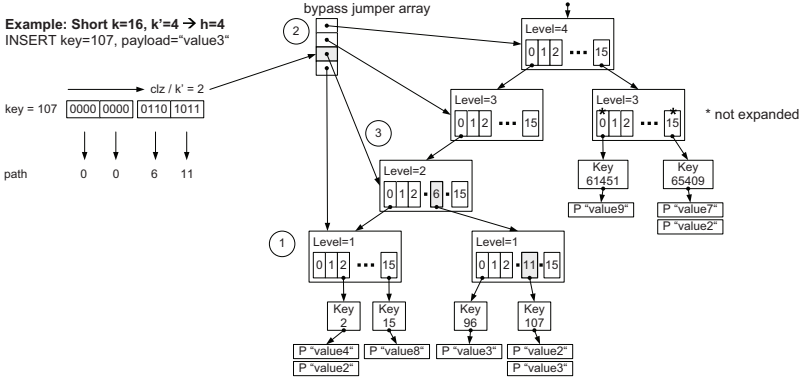 bypass jumper array
Example: Short k=16, k’=4 → h=4
INSERT key=107, payload=“value3“
2
Level=4
0 1 2 ··· 15
clz / k’ = 2
key = 107 0000 0000 0110 1011
Level=3
0 1 2 ··· 15
Level=3
* *
0 1 2 ··· 15
* not expanded
3
path 0 0 6 11
Level=2
0 1 2 · 6 · 15
Key
61451
Key
65409
P “value9“
P “value7“
P “value2“
1
Level=1
0 1 2 ··· 15
Level=1
0 1 2 · 11 · 15
Key
2
Key
15
Key
96
Key
107
P “value4“
P “value2“
P “value8“
P “value3“
P “value2“
P “value3“